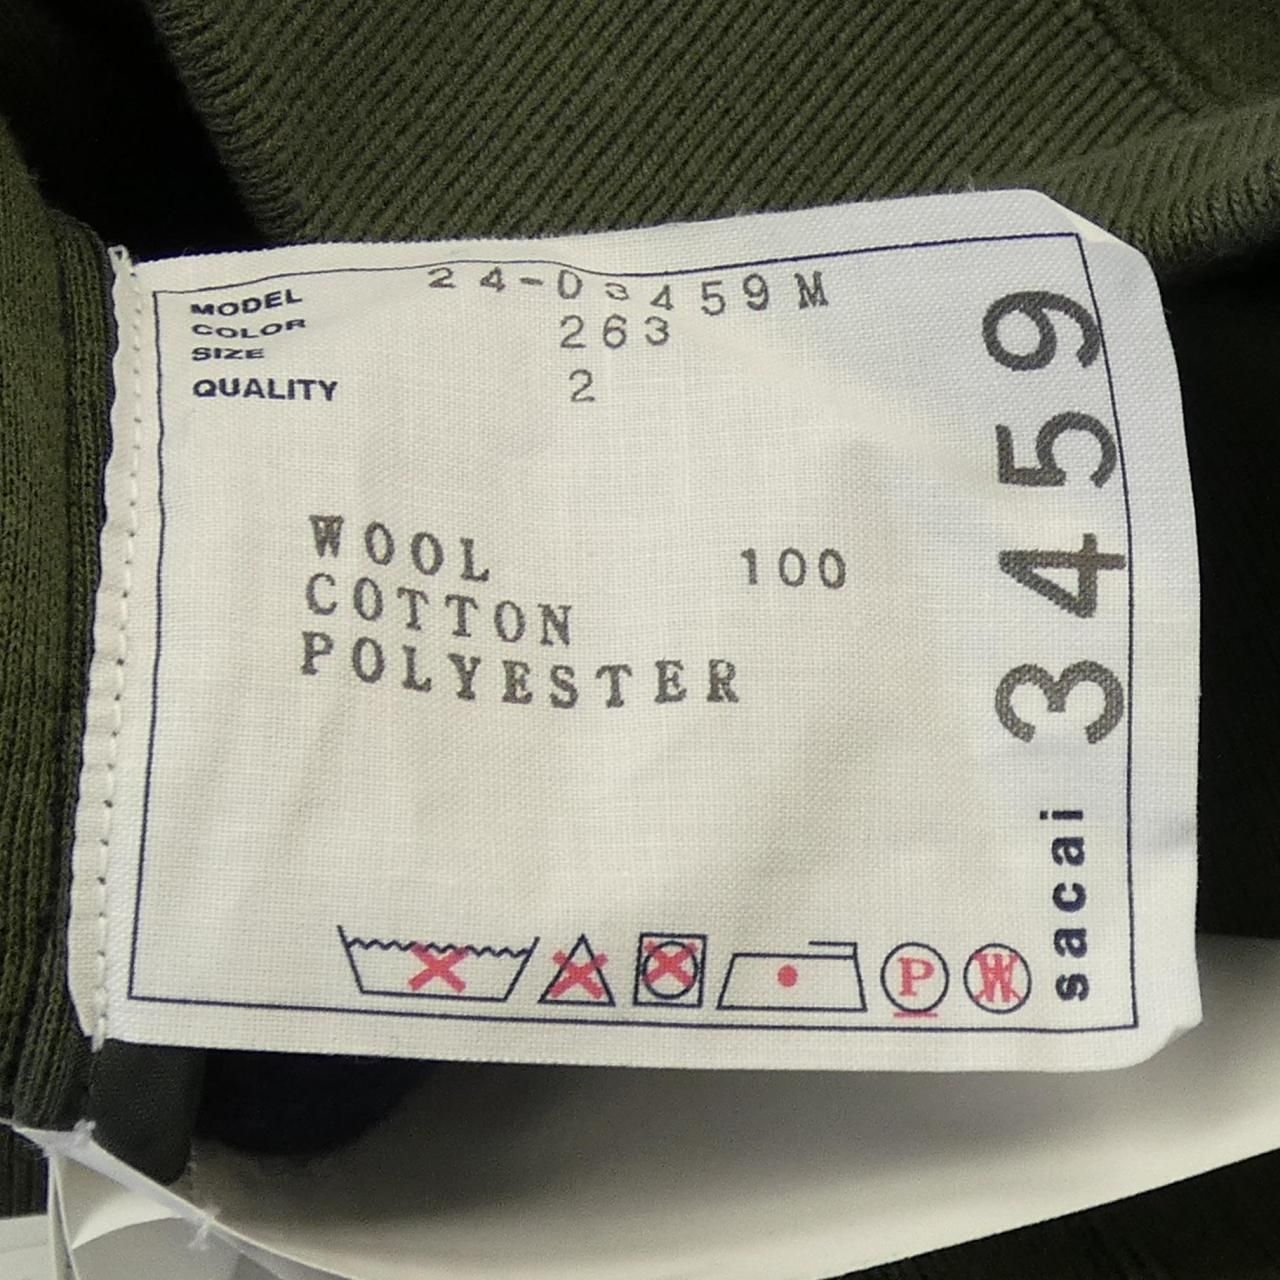 MODEL 24-03459M
COLOR 263
SIZE 2
QUALITY
WOOL 100
COTTON
POLYESTER
P W
sacai 3459